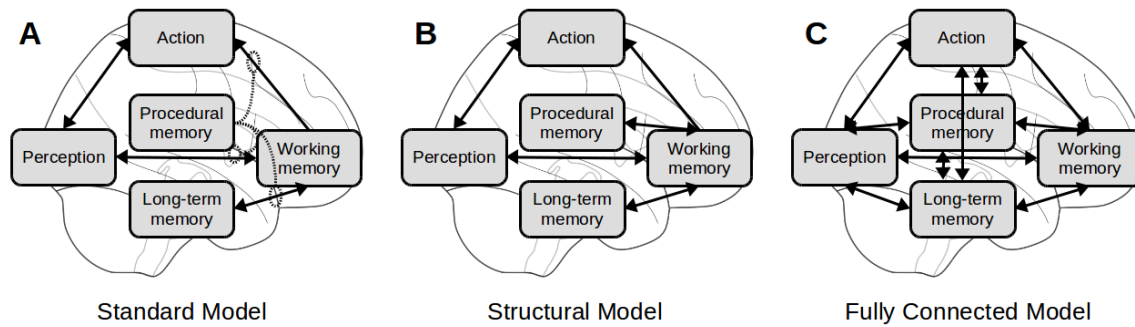 A
Action
Procedural
memory
Perception
Working
memory
Long-term
memory
Standard Model
B
Action
Procedural
memory
Perception
Working
memory
Long-term
memory
Structural Model
C
Action
Procedural
memory
Perception
Working
memory
Long-term
memory
Fully Connected Model